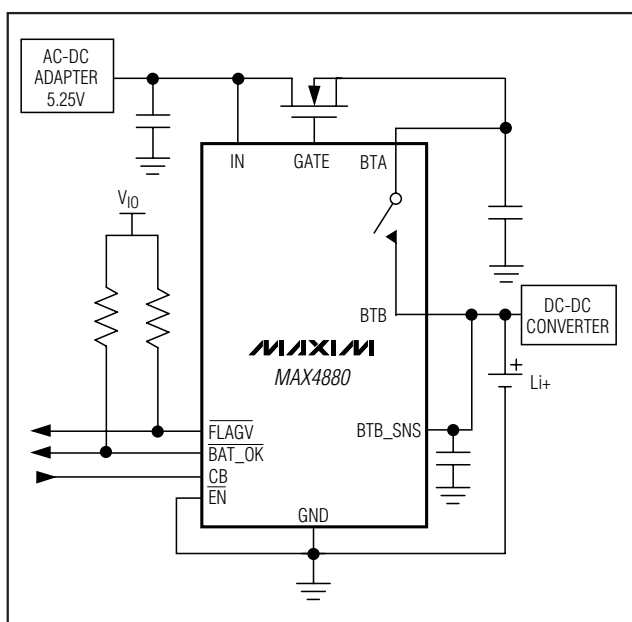 AC-DC
ADAPTER
5.25V
IN
GATE
BTA
VIO
BTB
DC-DC
CONVERTER
MAXIM
MAX4880
+
Li+
FLAGV
BTB_SNS
BAT_OK
CB
EN
GND